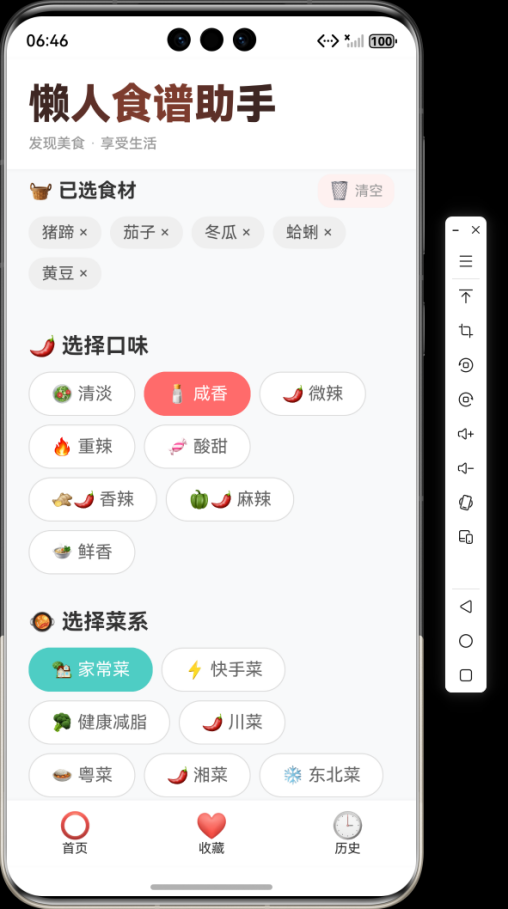 06:46
100
懒人食谱助手
发现美食 · 享受生活
已选食材
清空
猪蹄 × 茄子 × 冬瓜 × 蛤蜊 ×
黄豆 ×
选择口味
清淡 咸香 微辣
重辣 酸甜
香辣 麻辣
鲜香
选择菜系
家常菜 快手菜
健康减脂 川菜
粤菜 湘菜 东北菜
首页 收藏 历史